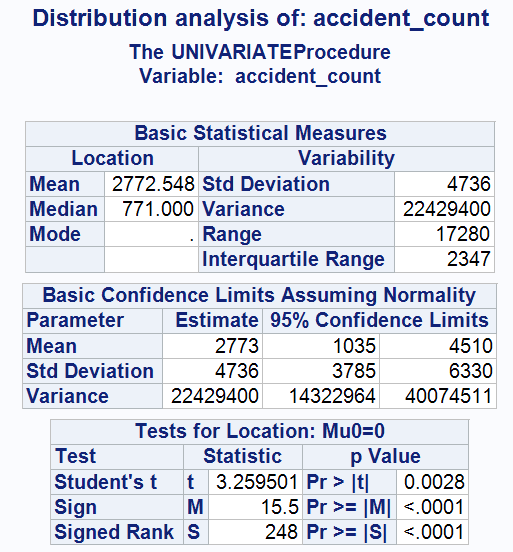 Distribution analysis of: accident_count
The UNIVARIATEProcedure
Variable: accident_count
Basic Statistical Measures
Location Variability
Mean 2772.548 Std Deviation 4736
Median 771.000 Variance 22429400
Mode . Range 17280
Interquartile Range 2347
Basic Confidence Limits Assuming Normality
Parameter Estimate 95% Confidence Limits
Mean 2773 1035 4510
Std Deviation 4736 3785 6330
Variance 22429400 14322964 40074511
Tests for Location: Mu0=0
Test Statistic p Value
Student's t t 3.259501 Pr > |t| 0.0028
Sign M 15.5 Pr >= |M| <.0001
Signed Rank S 248 Pr >= |S| <.0001